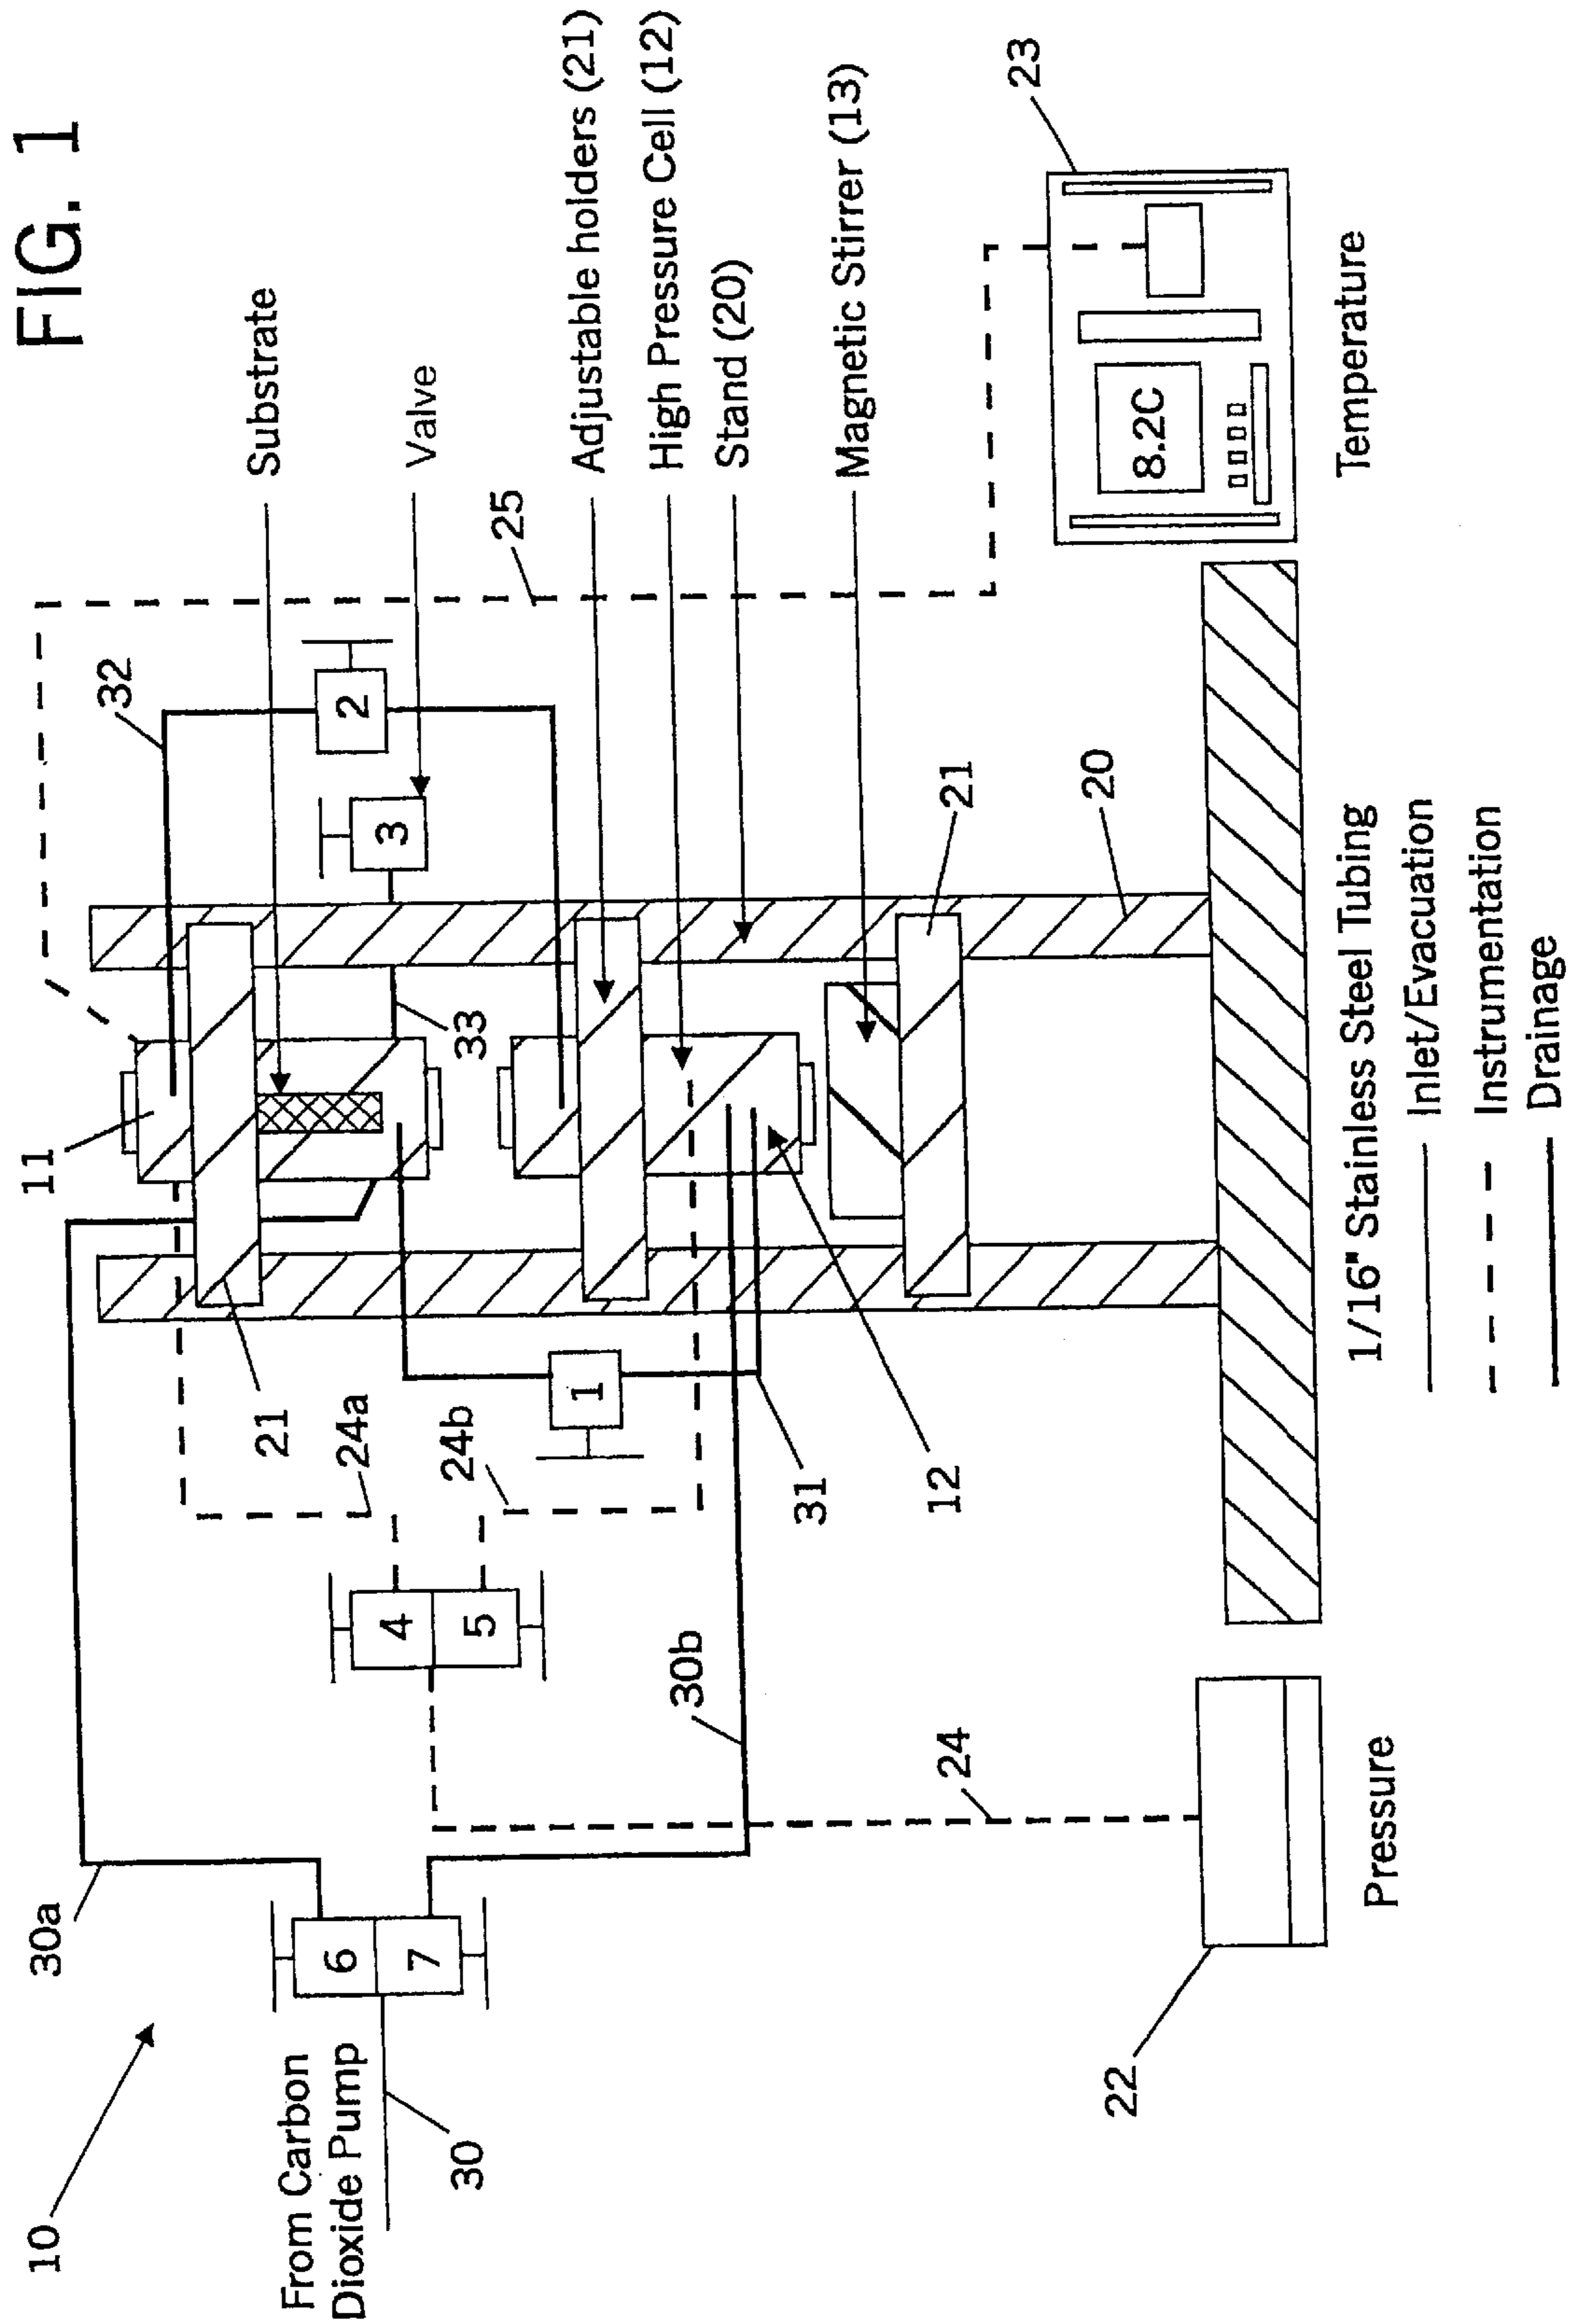 FIG. 1
10
30a
11
32
Substrate
Valve
25
Adjustable holders (21)
High Pressure Cell (12)
Stand (20)
Magnetic Stirrer (13)
23
From Carbon
Dioxide Pump
30
6
7
4
5
24a
24b
21
1
2
3
33
30b
31
12
21
20
24
22
8.2C
Pressure
Temperature
1/16" Stainless Steel Tubing
Inlet/Evacuation
Instrumentation
Drainage